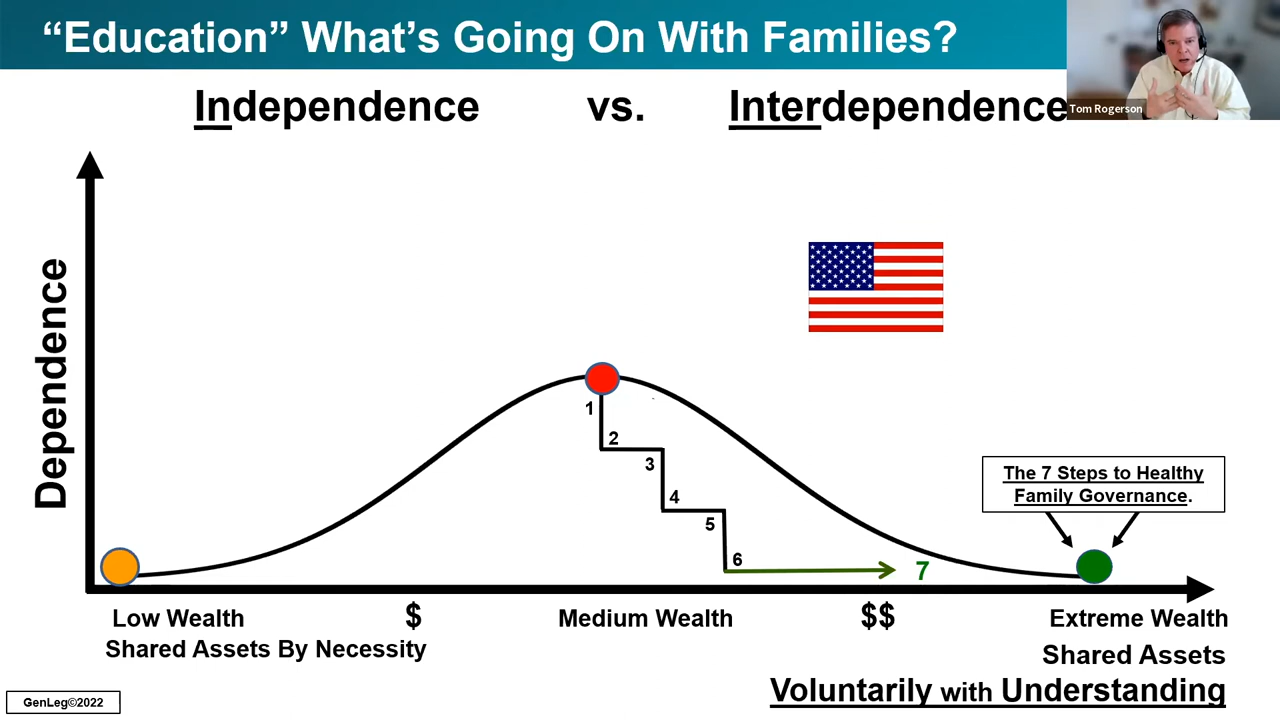 “Education” What’s Going On With Families?
Tom Rogerson
Independence vs. Interdependence
Dependence
1
2
3
4
5
6
7
The 7 Steps to Healthy
Family Governance.
Low Wealth $ Medium Wealth $$ Extreme Wealth
Shared Assets By Necessity
Shared Assets
Voluntarily with Understanding
GenLeg©2022